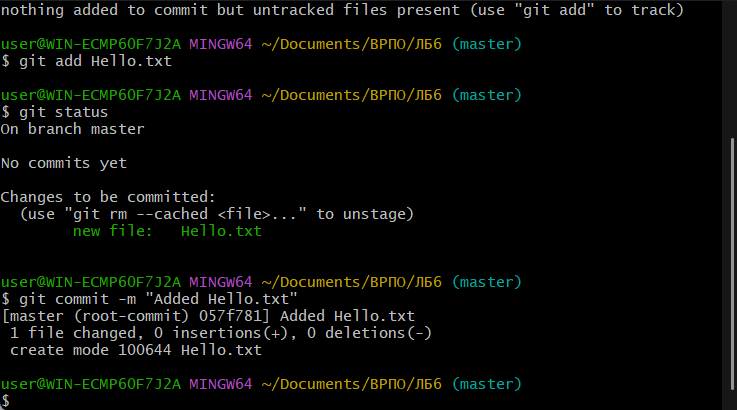 nothing added to commit but untracked files present (use "git add" to track)
user@WIN-ECMP6OF7J2A MINGW64 ~/Documents/ВРПО/ЛБ6 (master)
$ git add Hello.txt
user@WIN-ECMP6OF7J2A MINGW64 ~/Documents/ВРПО/ЛБ6 (master)
$ git status
On branch master
No commits yet
Changes to be committed:
  (use "git rm --cached <file>..." to unstage)
        new file:   Hello.txt
user@WIN-ECMP6OF7J2A MINGW64 ~/Documents/ВРПО/ЛБ6 (master)
$ git commit -m "Added Hello.txt"
[master (root-commit) 057f781] Added Hello.txt
 1 file changed, 0 insertions(+), 0 deletions(-)
 create mode 100644 Hello.txt
user@WIN-ECMP6OF7J2A MINGW64 ~/Documents/ВРПО/ЛБ6 (master)
$